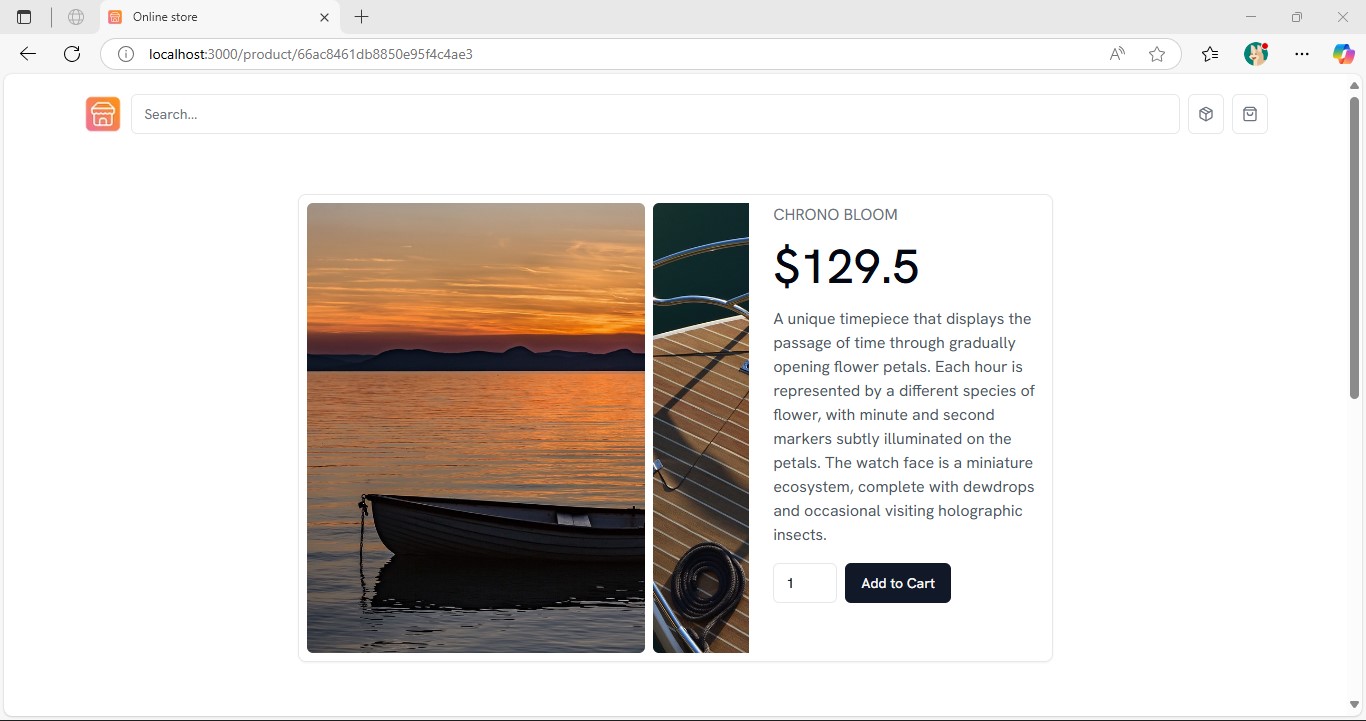 Online store
localhost:3000/product/66ac8461db8850e95f4c4ae3
Search...
CHRONO BLOOM
$129.5
A unique timepiece that displays the
passage of time through gradually
opening flower petals. Each hour is
represented by a different species of
flower, with minute and second
markers subtly illuminated on the
petals. The watch face is a miniature
ecosystem, complete with dewdrops
and occasional visiting holographic
insects.
1
Add to Cart